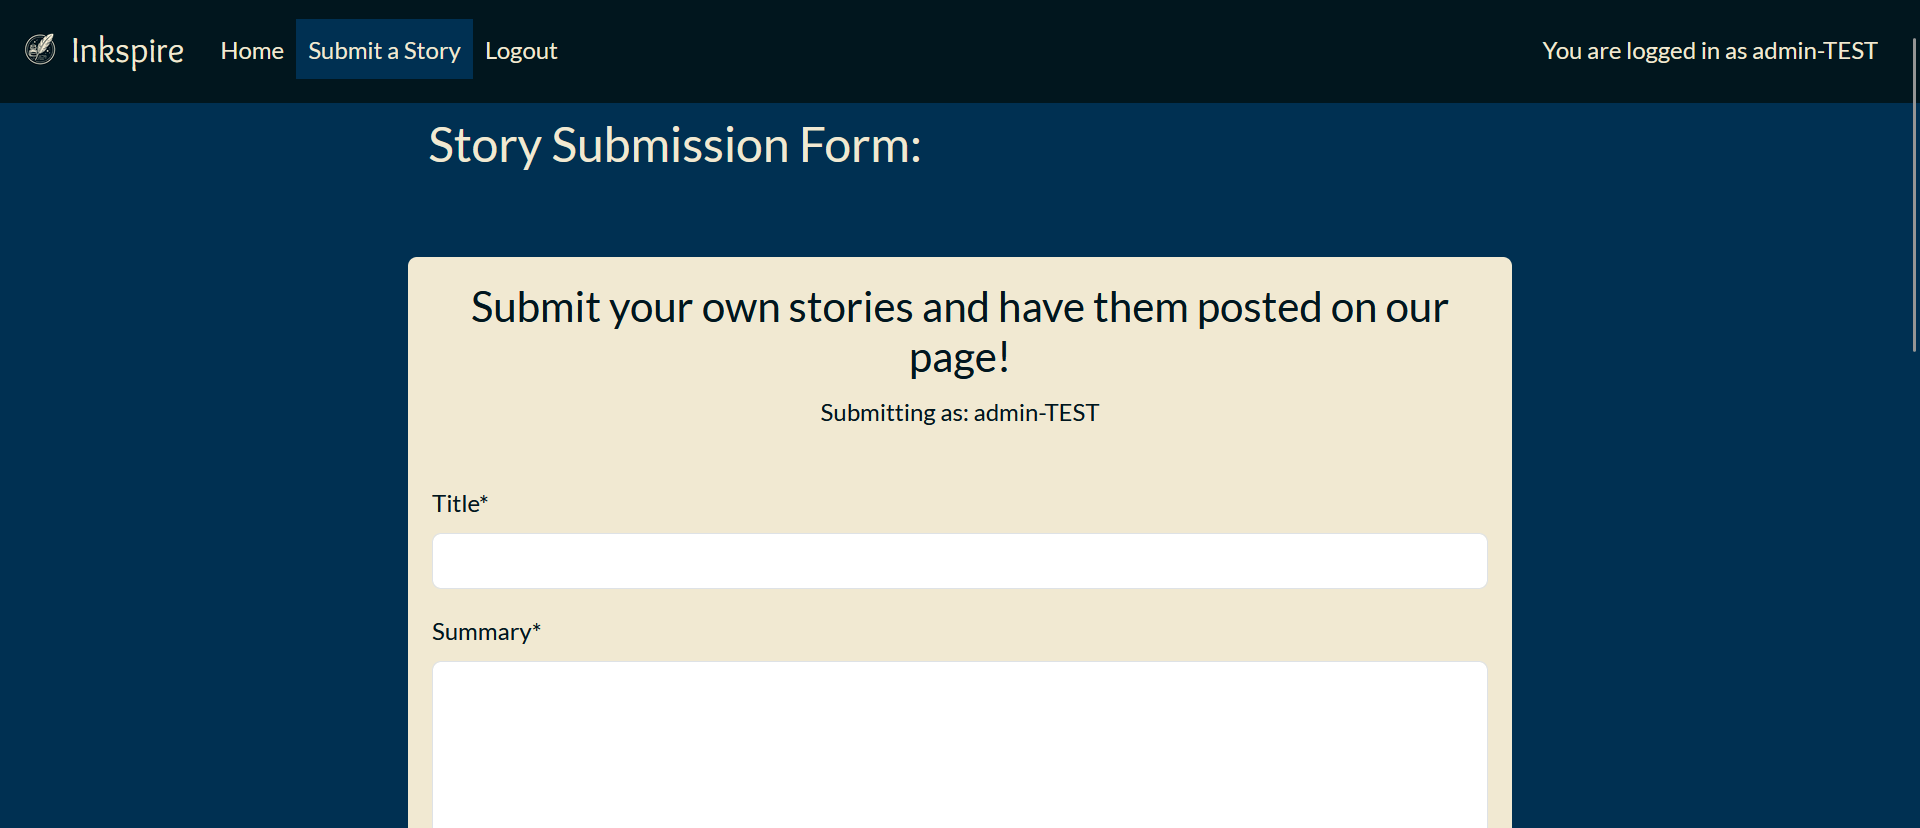 Inkspire Home Submit a Story Logout You are logged in as admin-TEST
Story Submission Form:
Submit your own stories and have them posted on our
page!
Submitting as: admin-TEST
Title*
Summary*